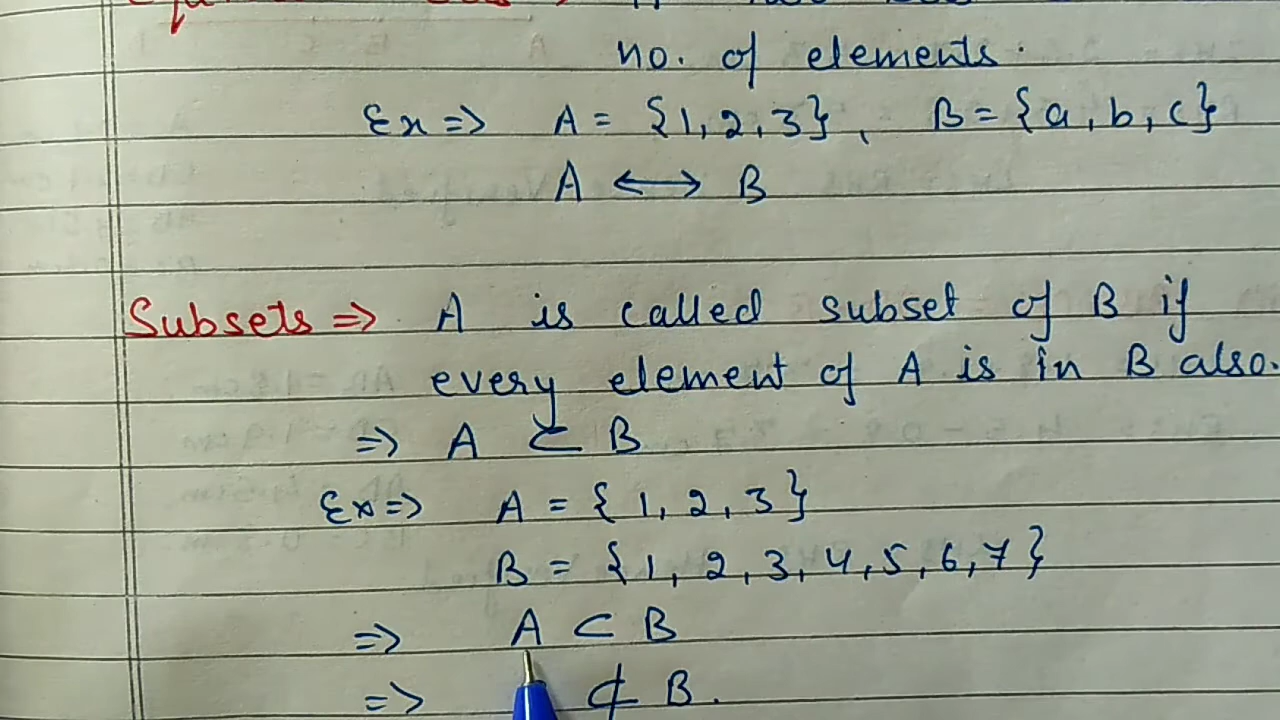 no. of elements.
Ex => A = {1, 2, 3}, B = {a, b, c}
A ⟷ B
Subsets => A is called subset of B if
every element of A is in B also.
=> A ⊂ B
Ex => A = {1, 2, 3}
B = {1, 2, 3, 4, 5, 6, 7}
=> A ⊂ B
=> ⊄ B.